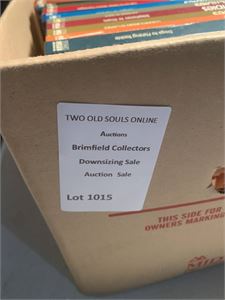 TWO OLD SOULS ONLINE
Auctions
Brimfield Collectors
Downsizing Sale
Auction Sale
Lot 1015
THIS SIDE FOR
OWNERS MARKING